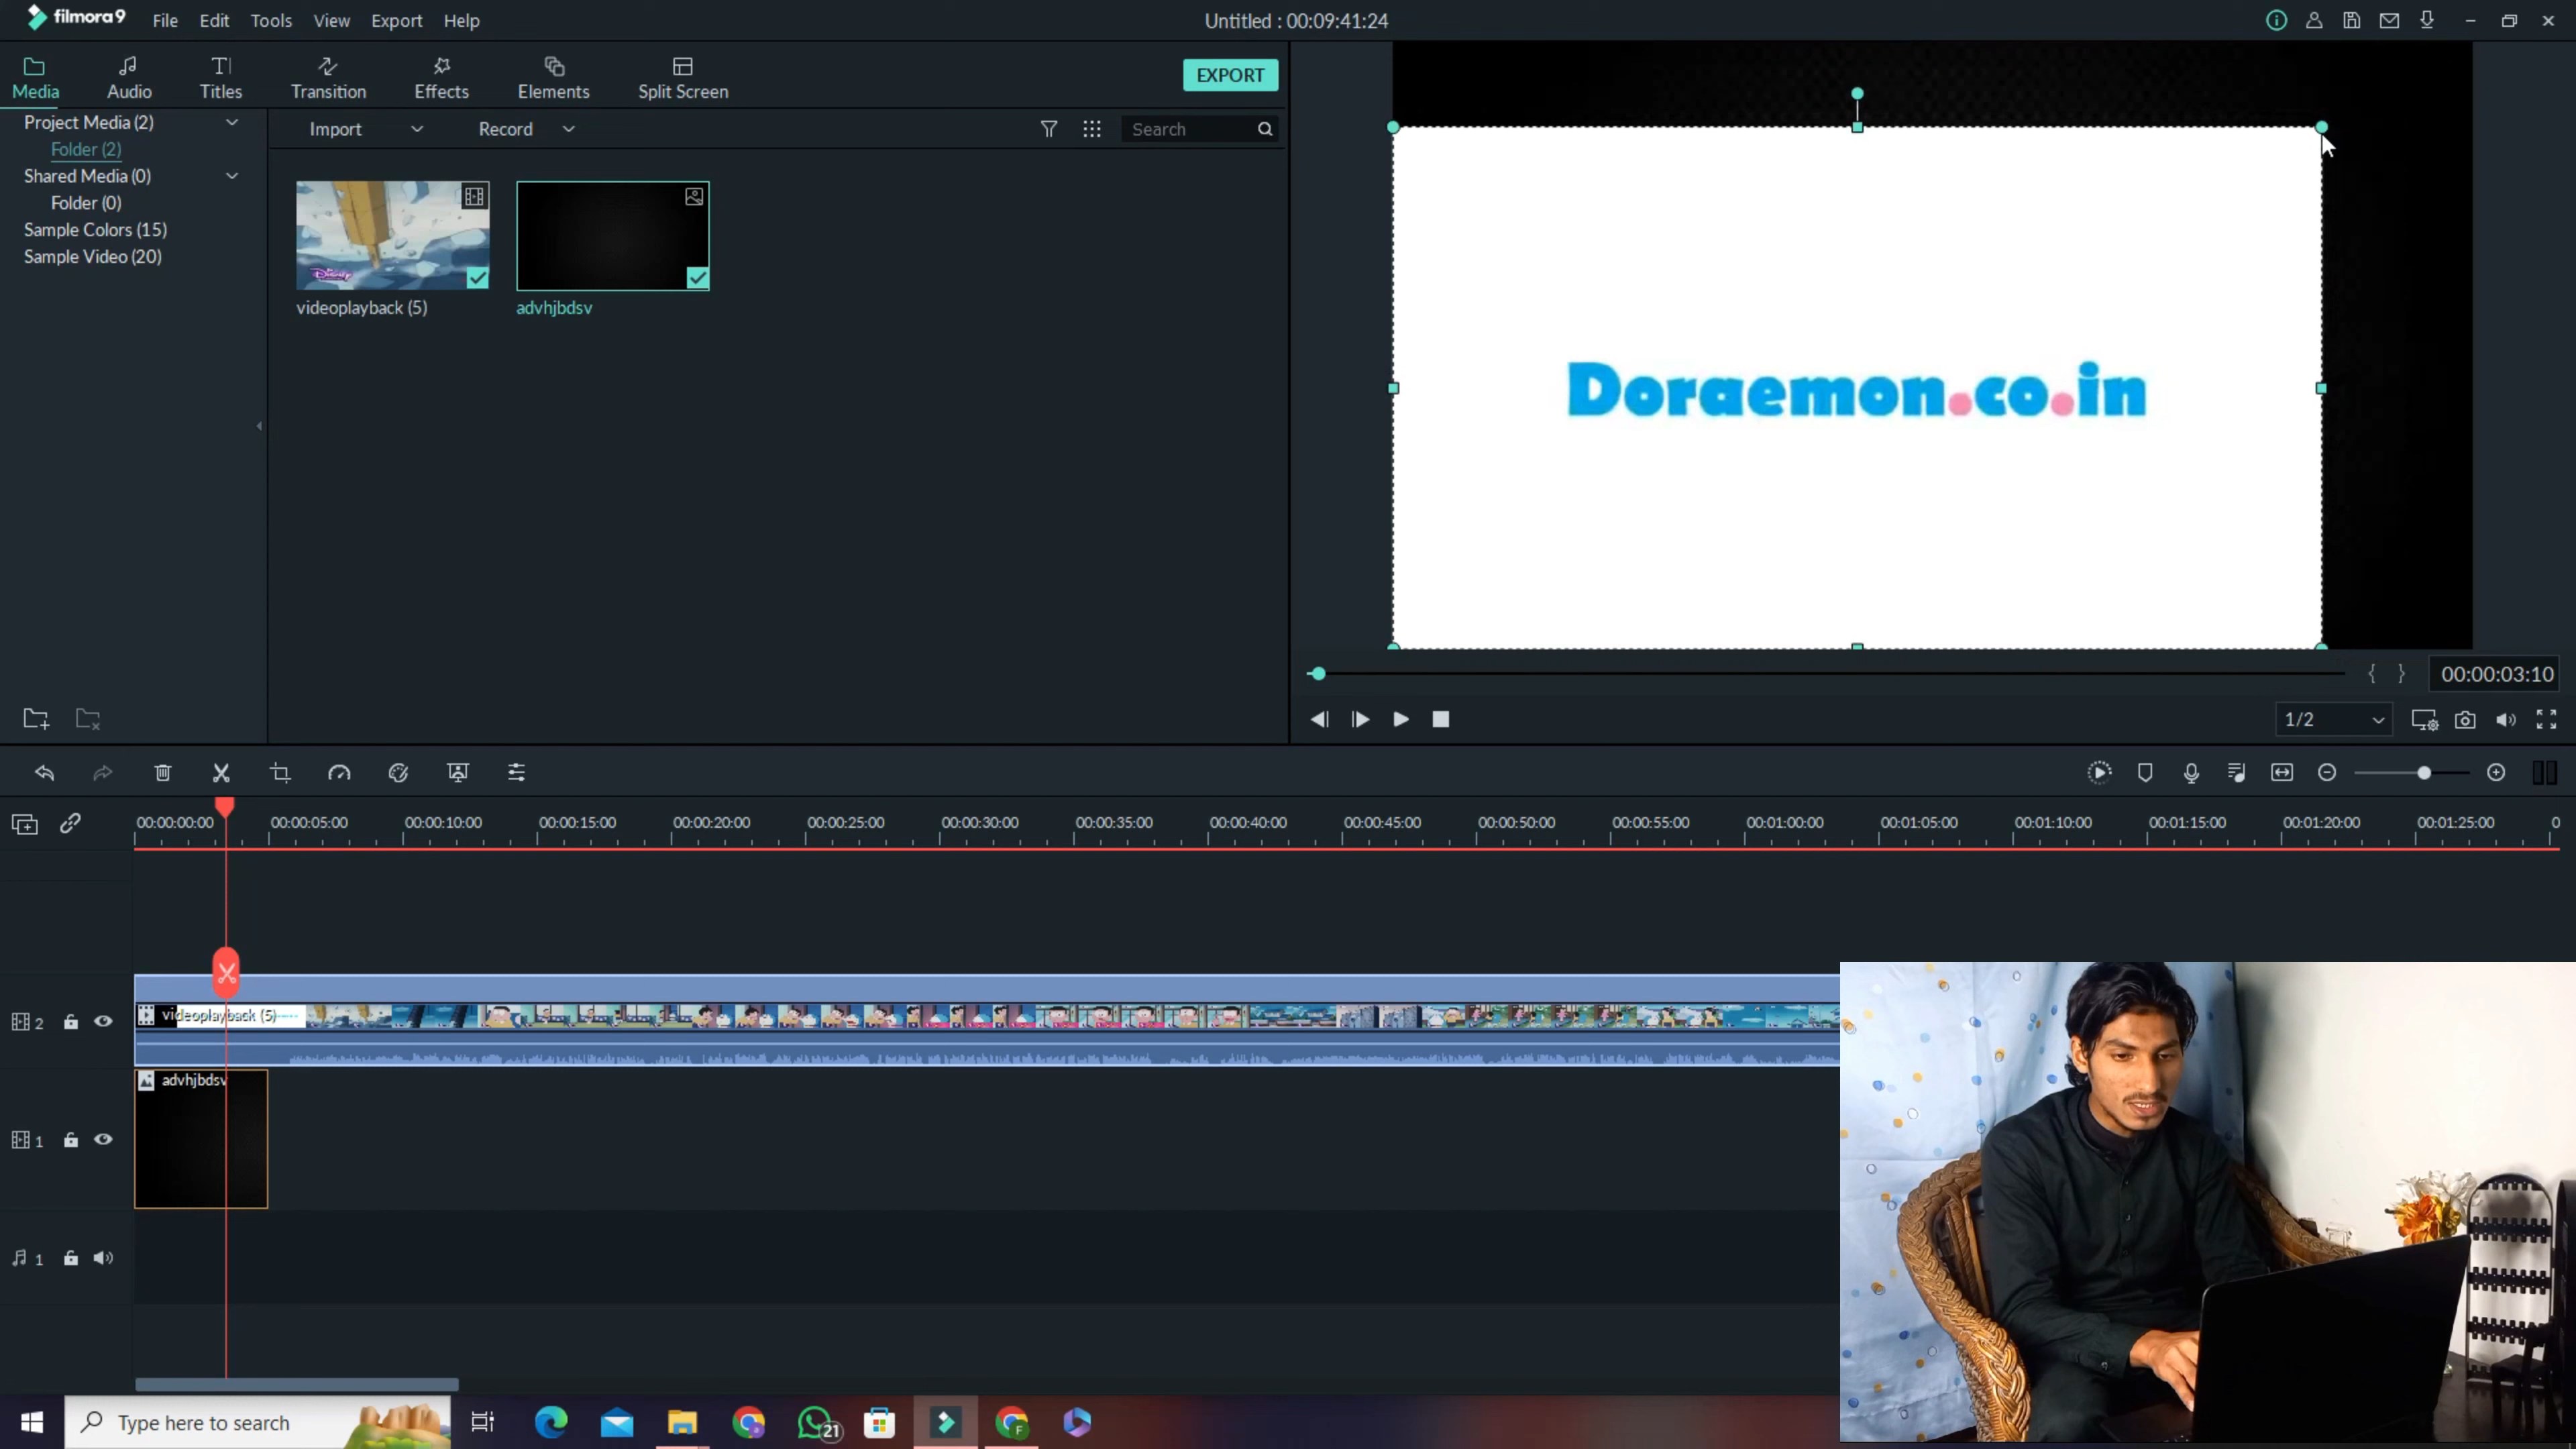 filmora9 File Edit Tools View Export Help Untitled : 00:09:41:24
Media Audio Titles Transition Effects Elements Split Screen EXPORT
Project Media (2) Import Record Search
Folder (2)
Shared Media (0)
Folder (0)
Sample Colors (15)
Sample Video (20)
Disney
videoplayback (5) advhjbdsv
Doraemon.co.in
00:00:03:10
1/2
00:00:00:00 00:00:05:00 00:00:10:00 00:00:15:00 00:00:20:00 00:00:25:00 00:00:30:00 00:00:35:00 00:00:40:00 00:00:45:00 00:00:50:00 00:00:55:00 00:01:00:00 00:01:05:00 00:01:10:00 00:01:15:00 00:01:20:00 00:01:25:00 0
2 videoplayback (5)
advhjbdsv
1
1
Type here to search 21 F